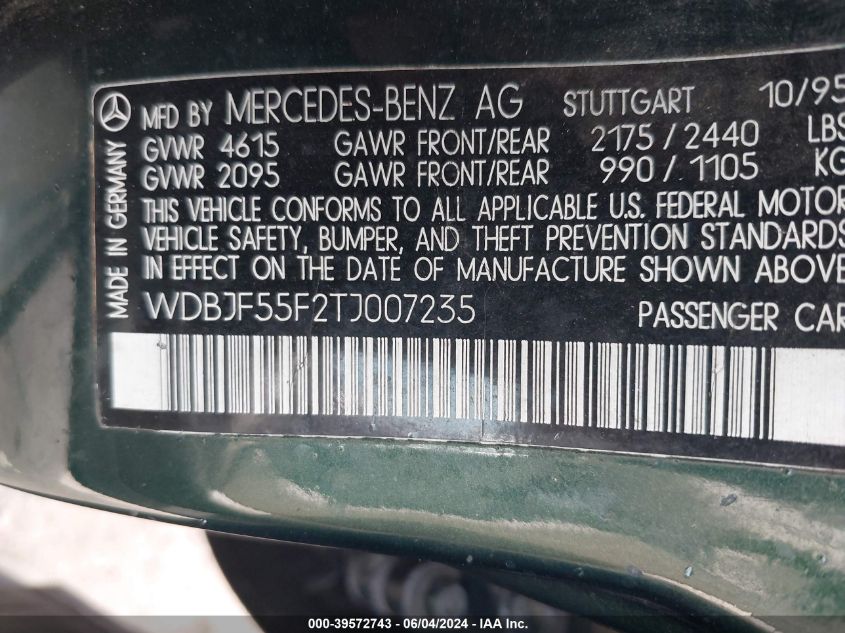 MADE IN GERMANY
MFD BY MERCEDES-BENZ AG STUTTGART 10/95
GVWR 4615 GAWR FRONT/REAR 2175 / 2440 LBS
GVWR 2095 GAWR FRONT/REAR 990 / 1105 KG
THIS VEHICLE CONFORMS TO ALL APPLICABLE U.S. FEDERAL MOTOR
VEHICLE SAFETY, BUMPER, AND THEFT PREVENTION STANDARDS
IN EFFECT ON THE DATE OF MANUFACTURE SHOWN ABOVE
WDBJF55F2TJ007235 PASSENGER CAR
000-39572743 - 06/04/2024 - IAA Inc.